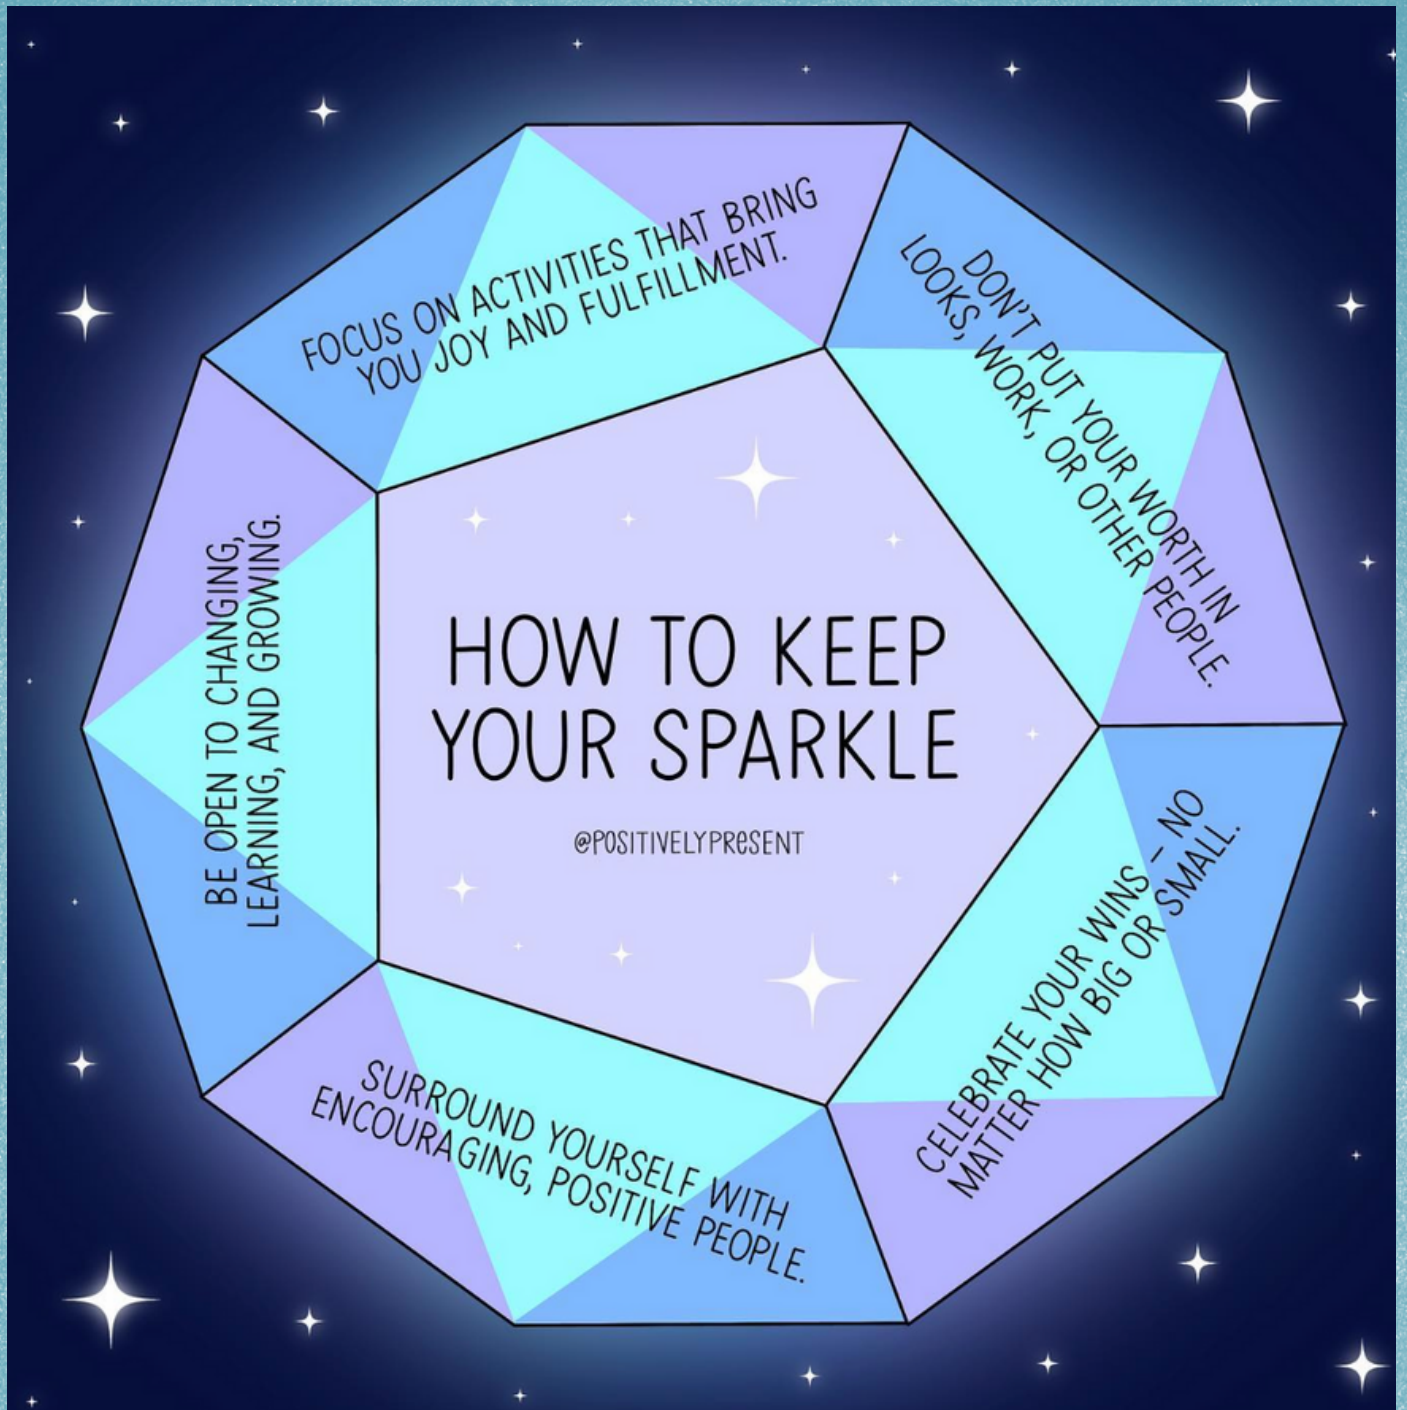 HOW TO KEEP
YOUR SPARKLE
@POSITIVELYPRESENT
FOCUS ON ACTIVITIES THAT BRING
YOU JOY AND FULFILLMENT.
DON'T PUT YOUR WORTH IN
LOOKS, WORK, OR OTHER PEOPLE.
CELEBRATE YOUR WINS – NO
MATTER HOW BIG OR SMALL.
SURROUND YOURSELF WITH
ENCOURAGING, POSITIVE PEOPLE.
BE OPEN TO CHANGING,
LEARNING, AND GROWING.